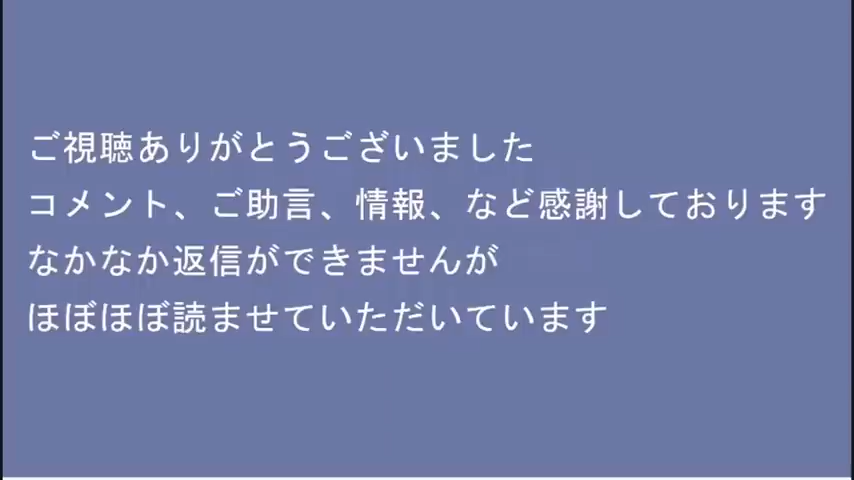 ご視聴ありがとうございました
コメント、ご助言、情報、など感謝しております
なかなか返信ができませんが
ほぼほぼ読ませていただいています